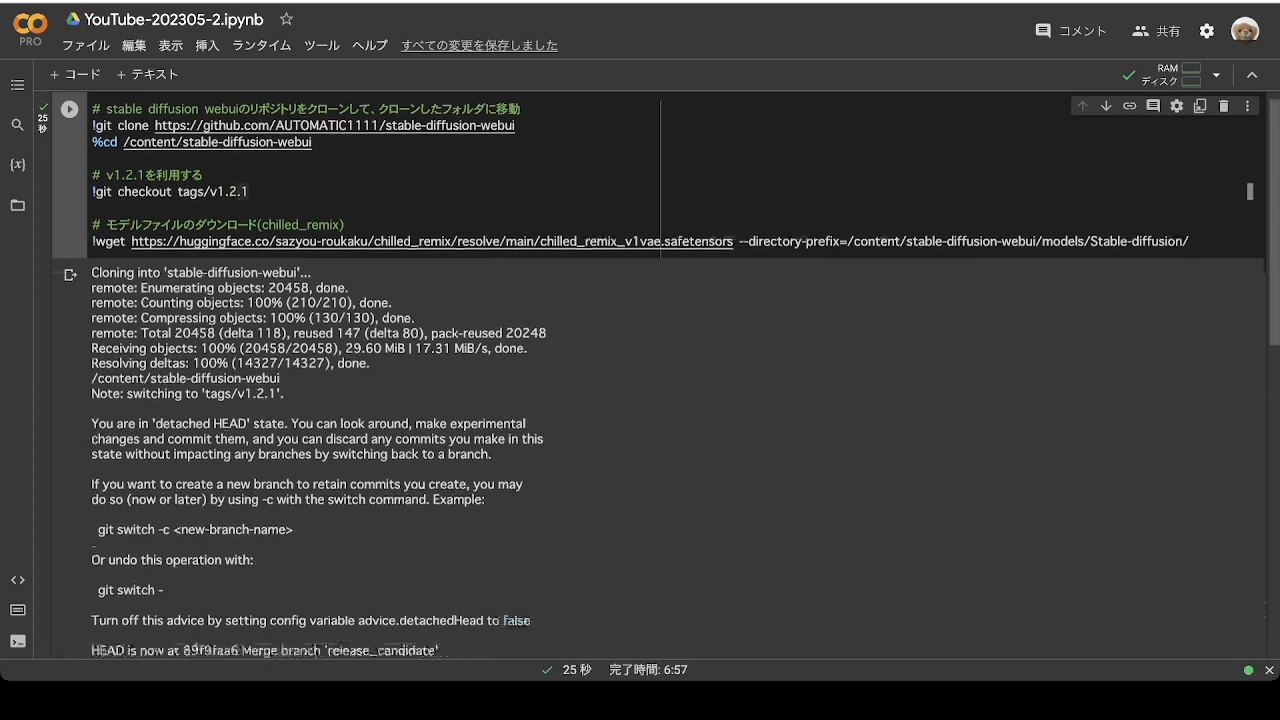 YouTube-202305-2.ipynb
PRO
ファイル 編集 表示 挿入 ランタイム ツール ヘルプ すべての変更を保存しました
コメント 共有
+ コード + テキスト
RAM
ディスク
25
秒
# stable diffusion webuiのリポジトリをクローンして、クローンしたフォルダに移動
!git clone https://github.com/AUTOMATIC1111/stable-diffusion-webui
%cd /content/stable-diffusion-webui
# v1.2.1を利用する
!git checkout tags/v1.2.1
# モデルファイルのダウンロード(chilled_remix)
!wget https://huggingface.co/sazyou-roukaku/chilled_remix/resolve/main/chilled_remix_v1vae.safetensors --directory-prefix=/content/stable-diffusion-webui/models/Stable-diffusion/
Cloning into 'stable-diffusion-webui'...
remote: Enumerating objects: 20458, done.
remote: Counting objects: 100% (210/210), done.
remote: Compressing objects: 100% (130/130), done.
remote: Total 20458 (delta 118), reused 147 (delta 80), pack-reused 20248
Receiving objects: 100% (20458/20458), 29.60 MiB | 17.31 MiB/s, done.
Resolving deltas: 100% (14327/14327), done.
/content/stable-diffusion-webui
Note: switching to 'tags/v1.2.1'.
You are in 'detached HEAD' state. You can look around, make experimental
changes and commit them, and you can discard any commits you make in this
state without impacting any branches by switching back to a branch.
If you want to create a new branch to retain commits you create, you may
do so (now or later) by using -c with the switch command. Example:
git switch -c <new-branch-name>
Or undo this operation with:
git switch -
Turn off this advice by setting config variable advice.detachedHead to false
HEAD is now at Merge branch 'release_candidate'
25 秒 完了時間: 6:57